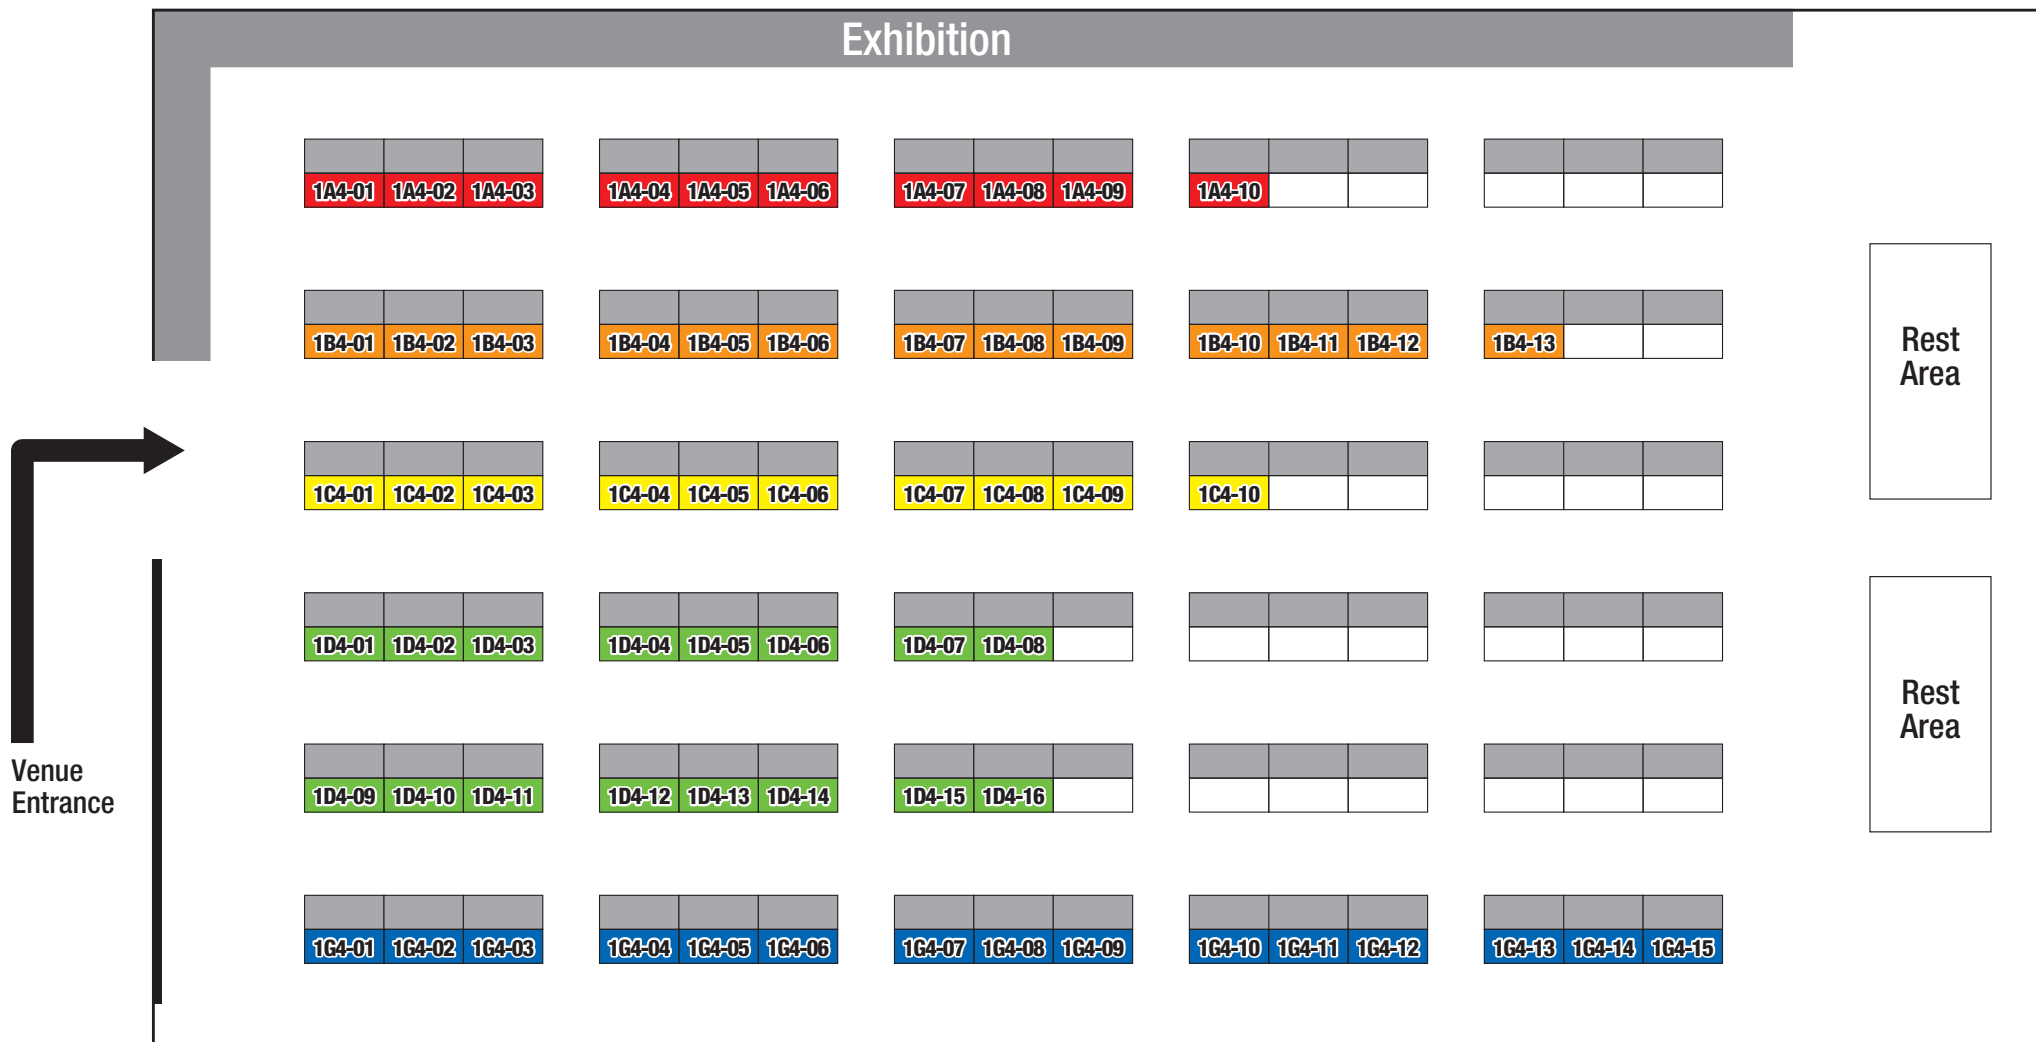 Exhibition
1A4-01 1A4-02 1A4-03 1A4-04 1A4-05 1A4-06 1A4-07 1A4-08 1A4-09 1A4-10
1B4-01 1B4-02 1B4-03 1B4-04 1B4-05 1B4-06 1B4-07 1B4-08 1B4-09 1B4-10 1B4-11 1B4-12 1B4-13
Rest
Area
1C4-01 1C4-02 1C4-03 1C4-04 1C4-05 1C4-06 1C4-07 1C4-08 1C4-09 1C4-10
1D4-01 1D4-02 1D4-03 1D4-04 1D4-05 1D4-06 1D4-07 1D4-08
Rest
Area
Venue
Entrance
1D4-09 1D4-10 1D4-11 1D4-12 1D4-13 1D4-14 1D4-15 1D4-16
1G4-01 1G4-02 1G4-03 1G4-04 1G4-05 1G4-06 1G4-07 1G4-08 1G4-09 1G4-10 1G4-11 1G4-12 1G4-13 1G4-14 1G4-15